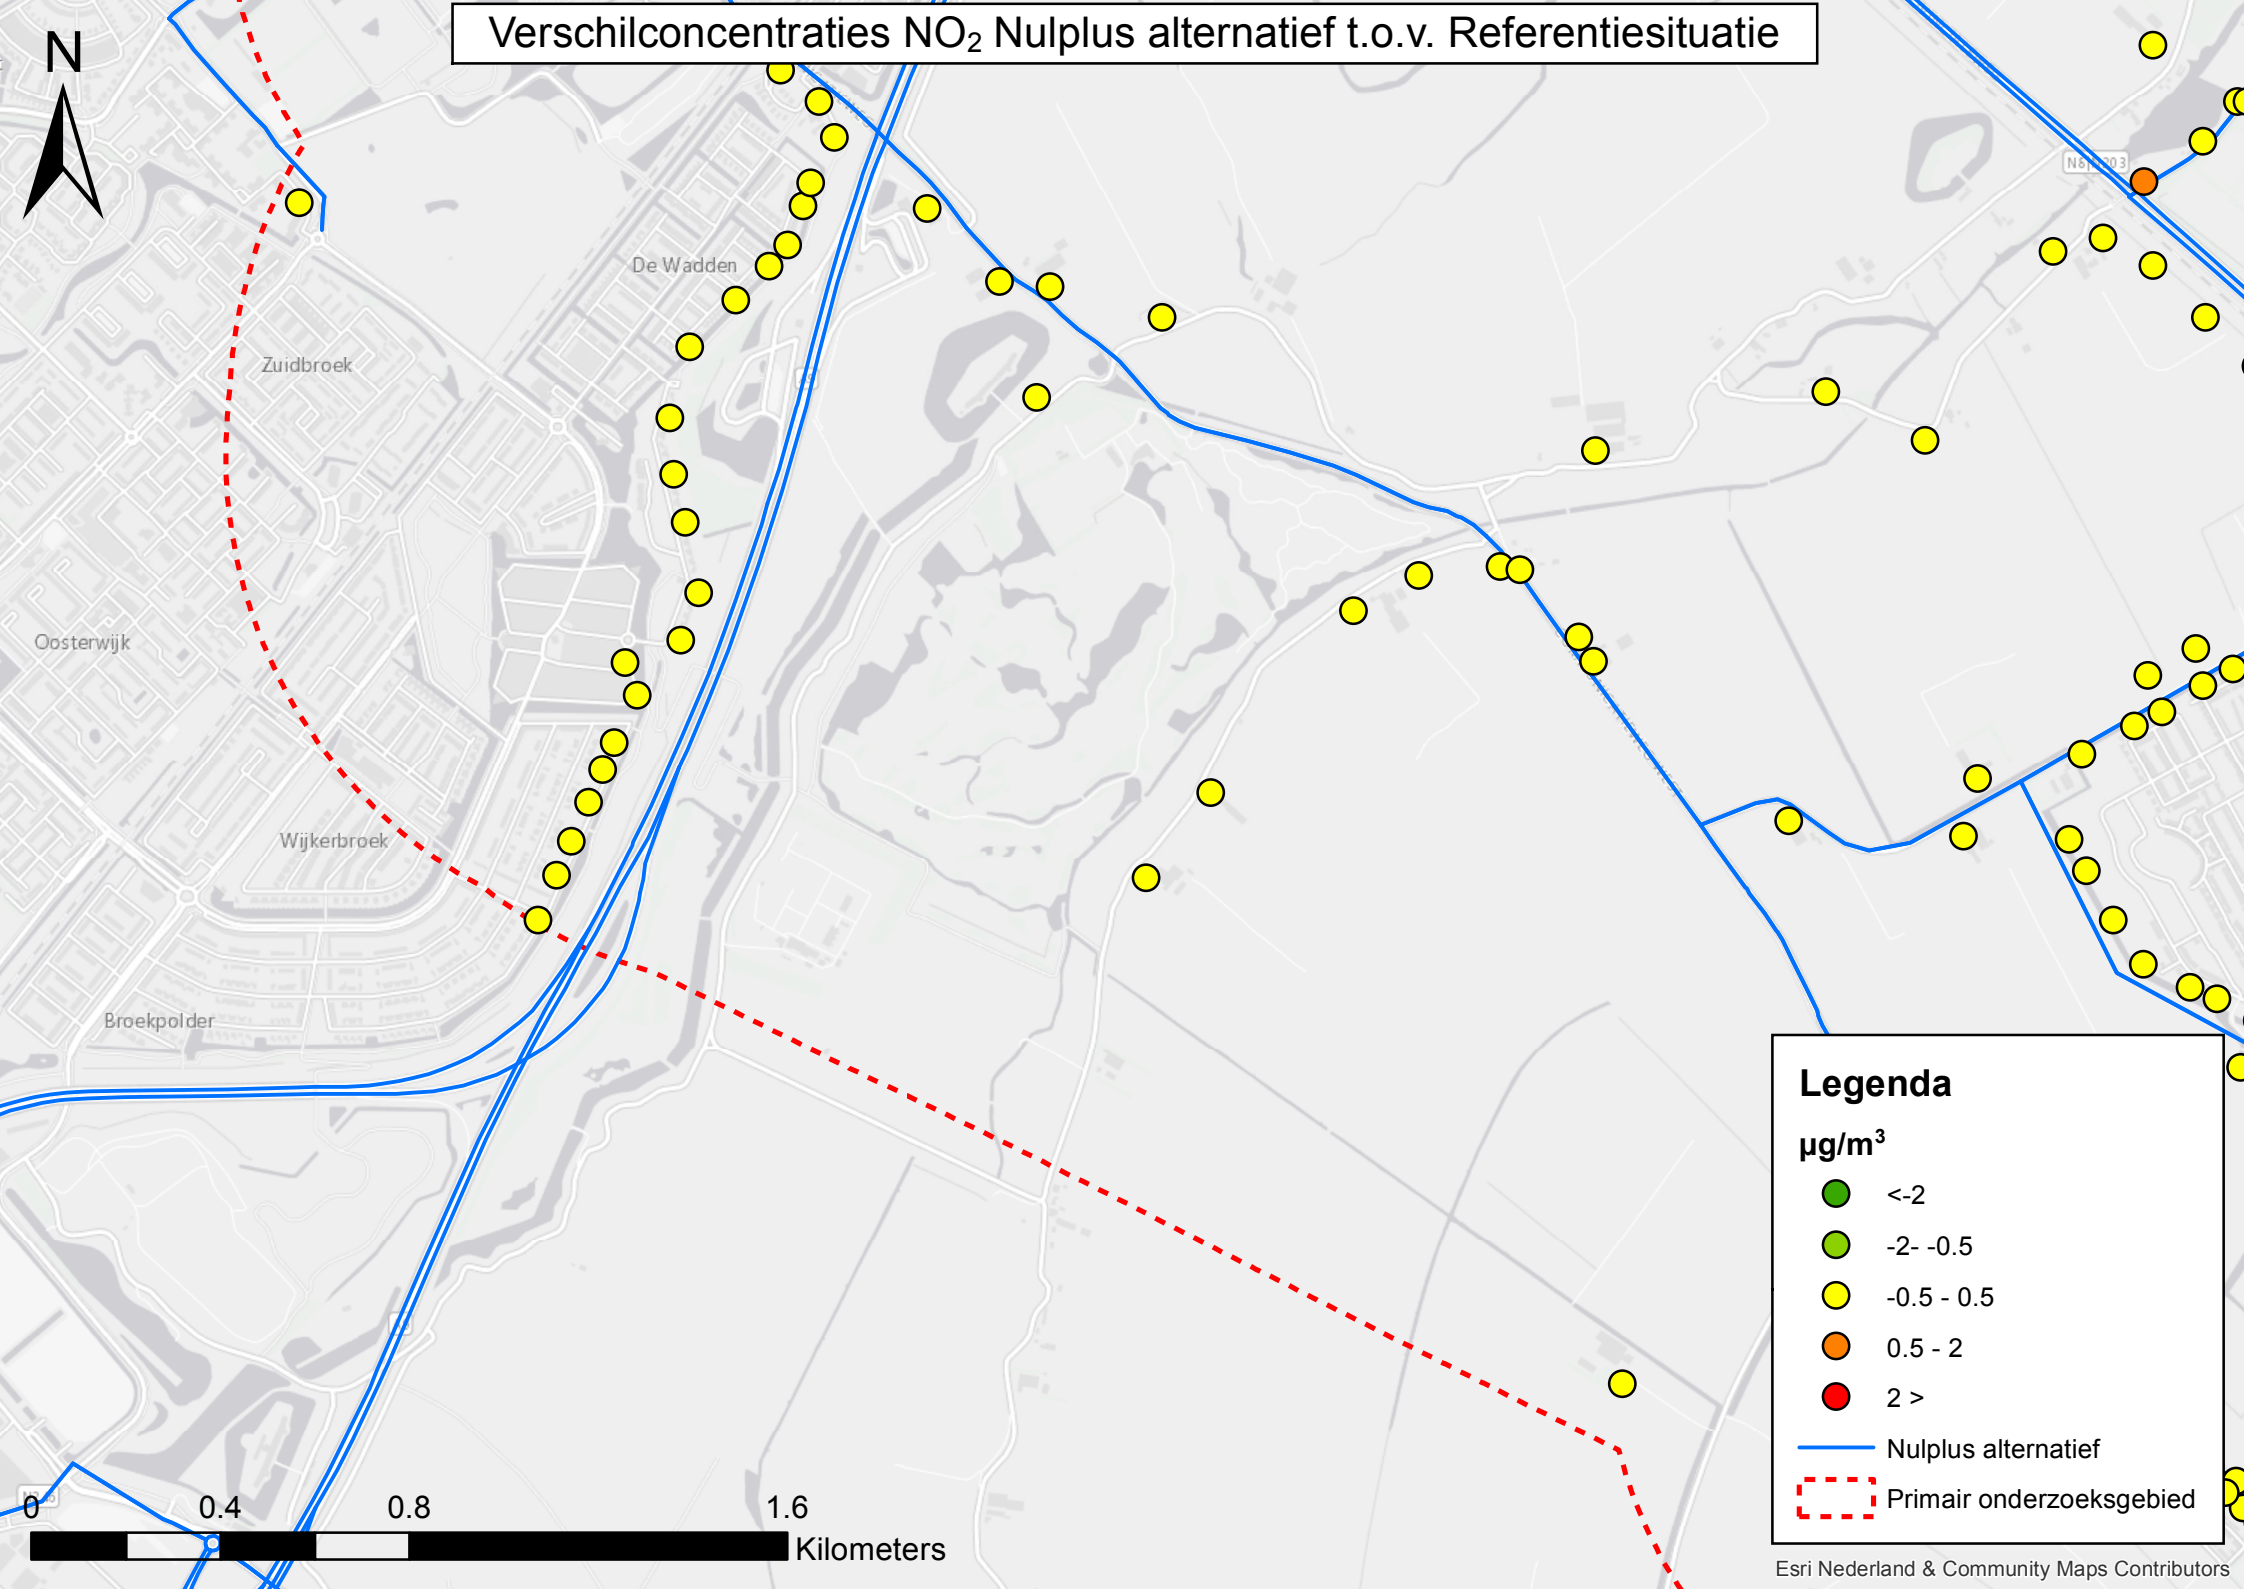 Verschilconcentraties NO₂ Nulplus alternatief t.o.v. Referentiesituatie
N
N8 N203
De Wadden
Zuidbroek
Oosterwijk
Wijkerbroek
Broekpolder
Legenda
µg/m³
<-2
-2- -0.5
-0.5 - 0.5
0.5 - 2
2 >
Nulplus alternatief
Primair onderzoeksgebied
0 0.4 0.8 1.6
Kilometers
Esri Nederland & Community Maps Contributors